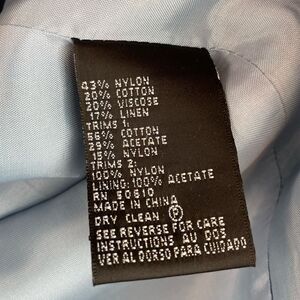 43% NYLON
20% COTTON
20% VISCOSE
17% LINEN
TRIMS 1:
56% COTTON
29% ACETATE
15% NYLON
TRIMS 2:
100% NYLON
LINING: 100% ACETATE
RN 50610
MADE IN CHINA
DRY CLEAN Ⓟ
SEE REVERSE FOR CARE
INSTRUCTIONS AU DOS
VER AL DORSO PARA CUIDADO